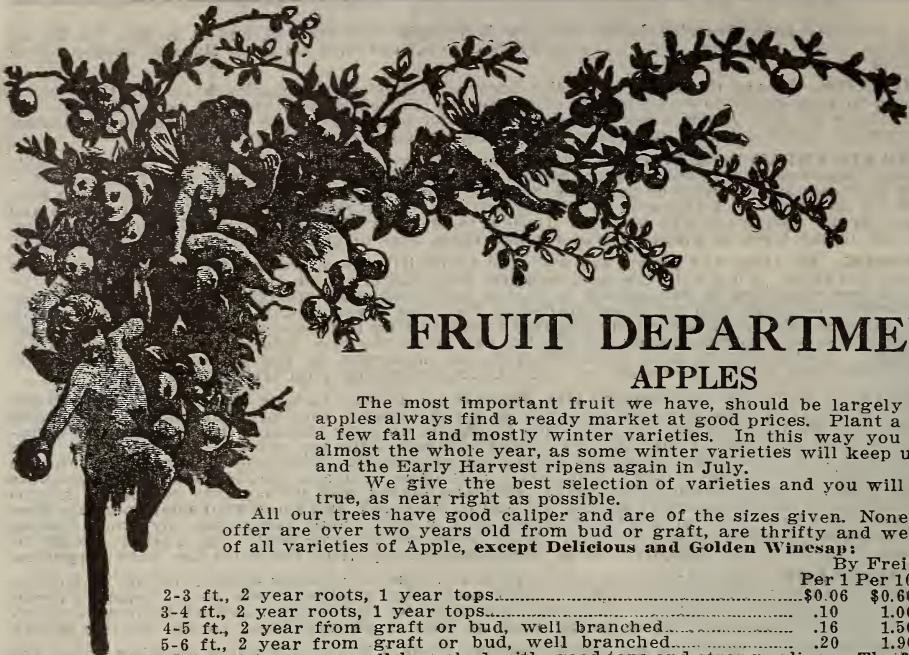 FRUIT DEPARTME
APPLES
The most important fruit we have, should be largely
apples always find a ready market at good prices. Plant a
a few fall and mostly winter varieties. In this way you
almost the whole year, as some winter varieties will keep u
and the Early Harvest ripens again in July.
We give the best selection of varieties and you will
true, as near right as possible.
All our trees have good caliper and are of the sizes given. None
offer are over two years old from bud or graft, are thrifty and we
of all varieties of Apple, except Delicious and Golden Winesap:
By Frei
Per 1 Per 10
2-3 ft., 2 year roots, 1 year tops $0.06 $0.60
3-4 ft., 2 year roots, 1 year tops .10 1.00
4-5 ft., 2 year from graft or bud, well branched .16 1.50
5-6 ft., 2 year from graft or bud, well branched .20 1.90